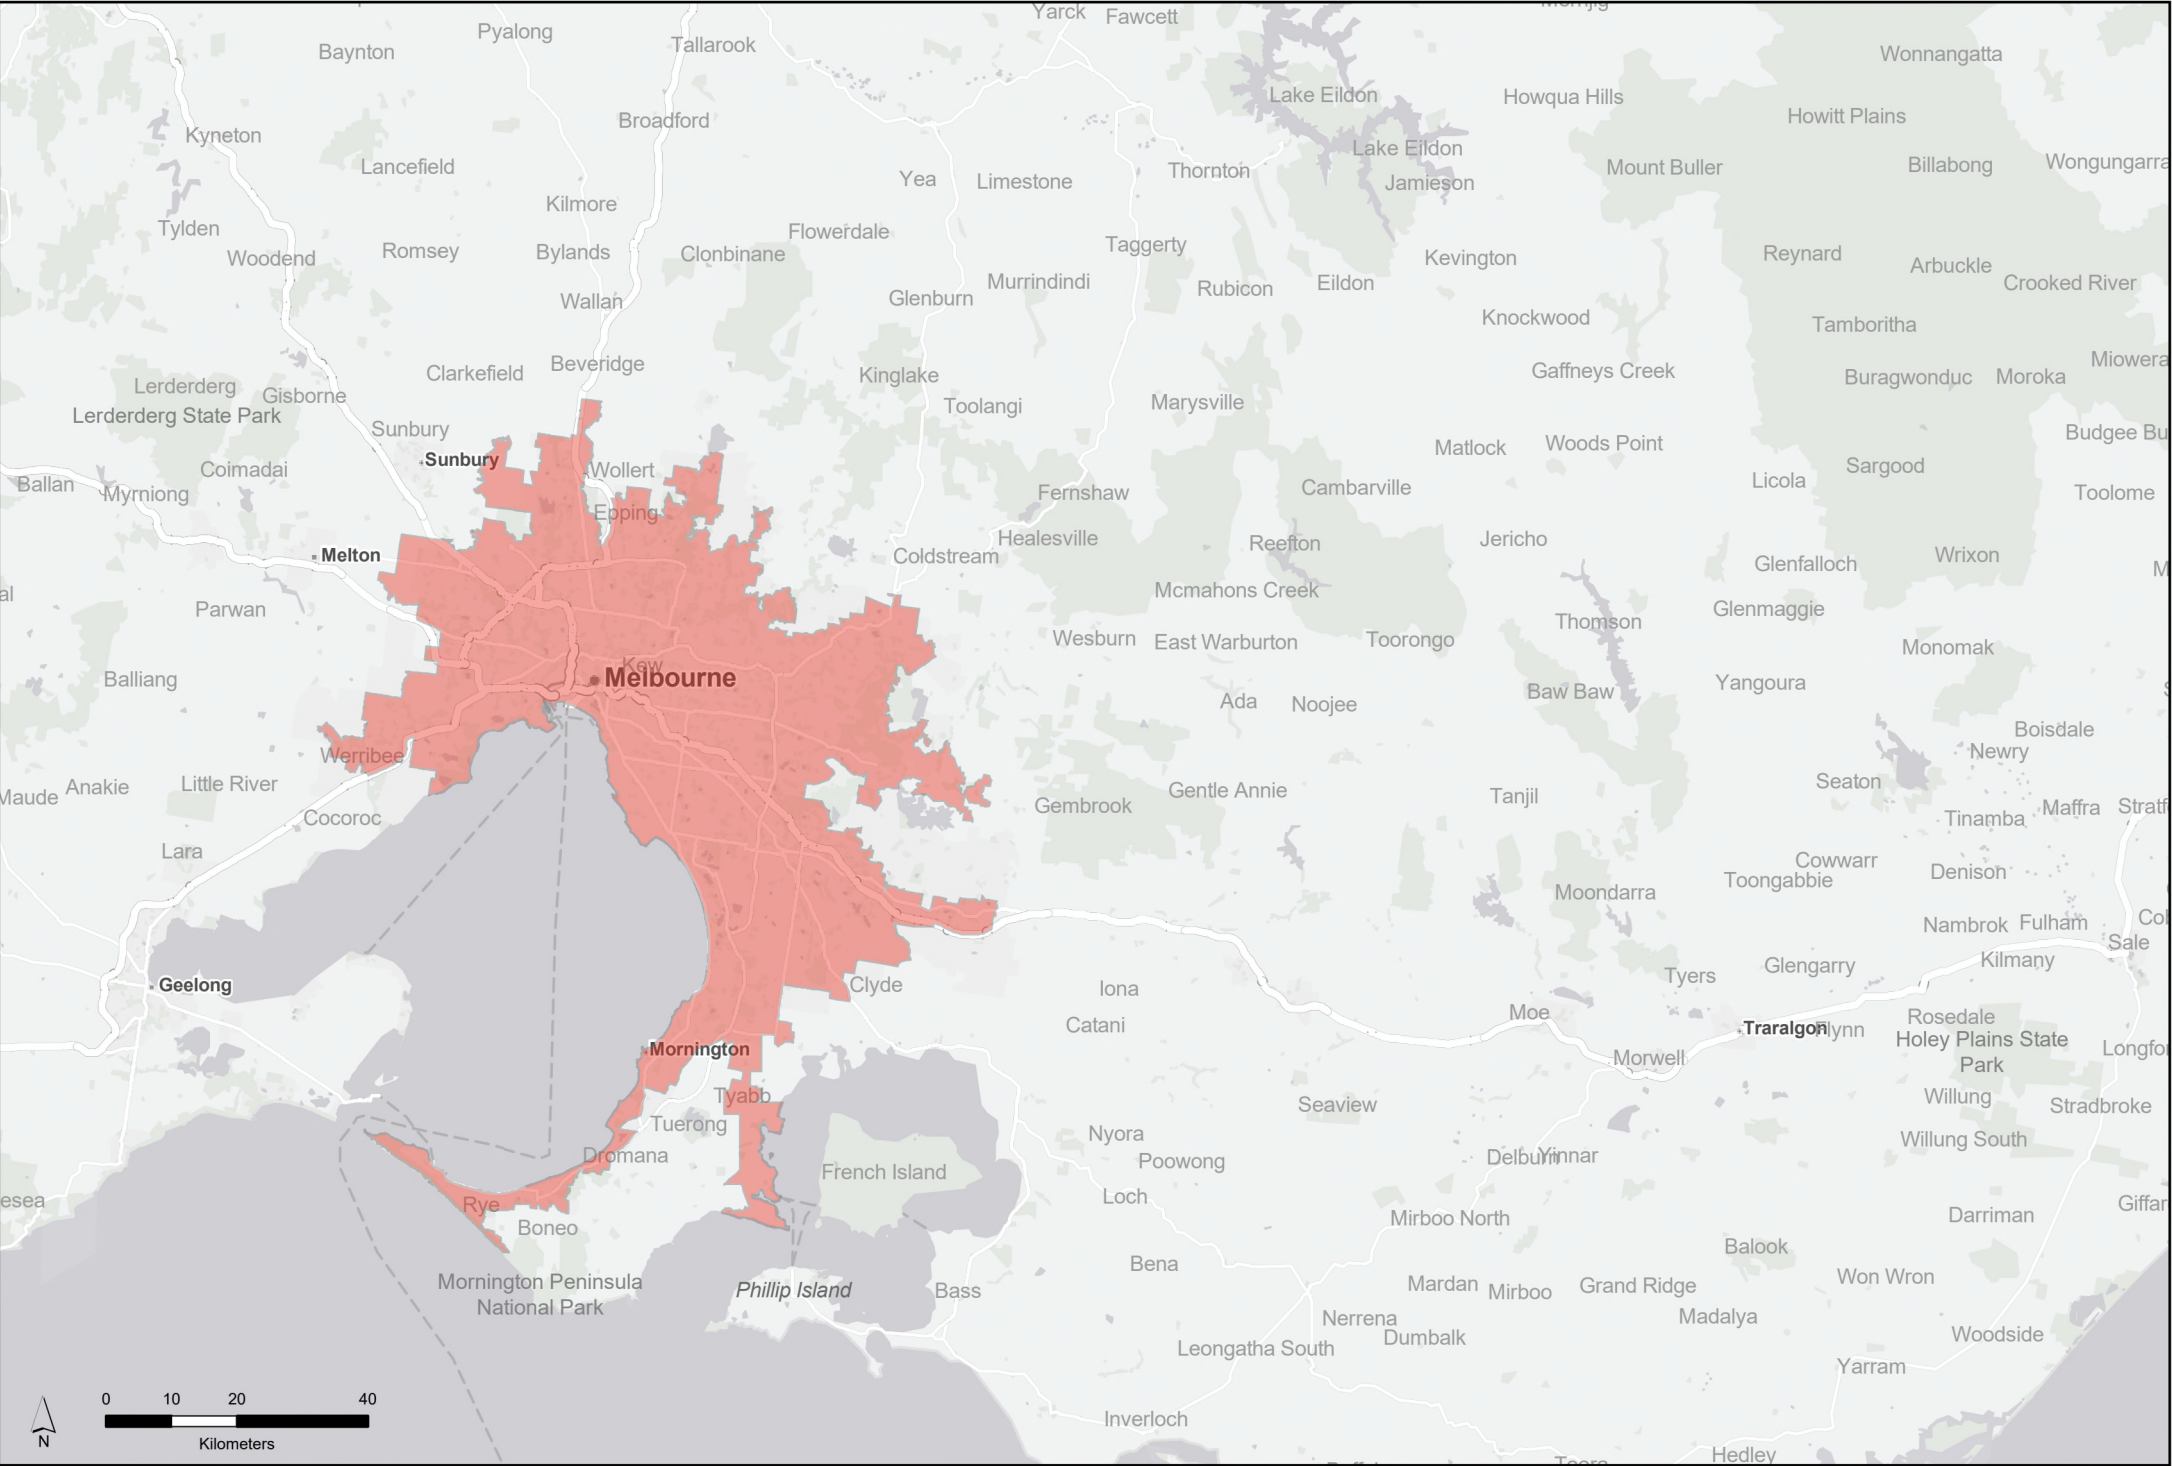 Yarck
Fawcett
Pyalong
Baynton
Tallarook
Wonnangatta
Lake Eildon
Howqua Hills
Howitt Plains
Broadford
Kyneton
Lancefield
Lake Eildon
Thornton
Yea
Limestone
Jamieson
Mount Buller
Billabong
Wongungarra
Kilmore
Tylden
Flowerdale
Woodend
Romsey
Bylands
Clonbinane
Taggerty
Kevington
Reynard
Arbuckle
Crooked River
Murrindindi
Rubicon
Eildon
Wallan
Glenburn
Knockwood
Tamboritha
Beveridge
Clarkefield
Kinglake
Gaffneys Creek
Miowera
Buragwonduc
Moroka
Lerderderg
Gisborne
Lerderderg State Park
Toolangi
Marysville
Sunbury
Sunbury
Matlock
Woods Point
Budgee Bu
Coimadai
Wollert
Sargood
Ballan
Myrniong
Fernshaw
Cambarville
Licola
Toolome
Epping
Healesville
Reefton
Jericho
Melton
Coldstream
Glenfalloch
Wrixon
M
al
Parwan
Mcmahons Creek
Glenmaggie
Thomson
Wesburn
East Warburton
Toorongo
Monomak
Kew
Melbourne
Balliang
Yangoura
Baw Baw
Ada
Noojee
Boisdale
Newry
Werribee
Maude
Anakie
Little River
Gentle Annie
Gembrook
Tanjil
Seaton
Maffra
Stratf
Tinamba
Cocoroc
Lara
Cowwarr
Toongabbie
Denison
Moondarra
Nambrok
Fulham
Sale
Kilmany
Glengarry
Tyers
Geelong
Clyde
Iona
Catani
Moe
Traralgon
Morwell
Rosedale
Holey Plains State
Park
Longfor
Mornington
Tyabb
Tuerong
Seaview
Willung
Stradbroke
Nyora
Willung South
Dromana
French Island
Poowong
Delburn
Yinnar
Loch
Rye
Boneo
esea
Mirboo North
Darriman
Giffar
Balook
Bena
Mornington Peninsula
National Park
Phillip Island
Bass
Mardan
Mirboo
Grand Ridge
Won Wron
Nerrena
Madalya
Dumbalk
Leongatha South
Woodside
Yarram
Inverloch
Hedley
0 10 20 40
Kilometers
N